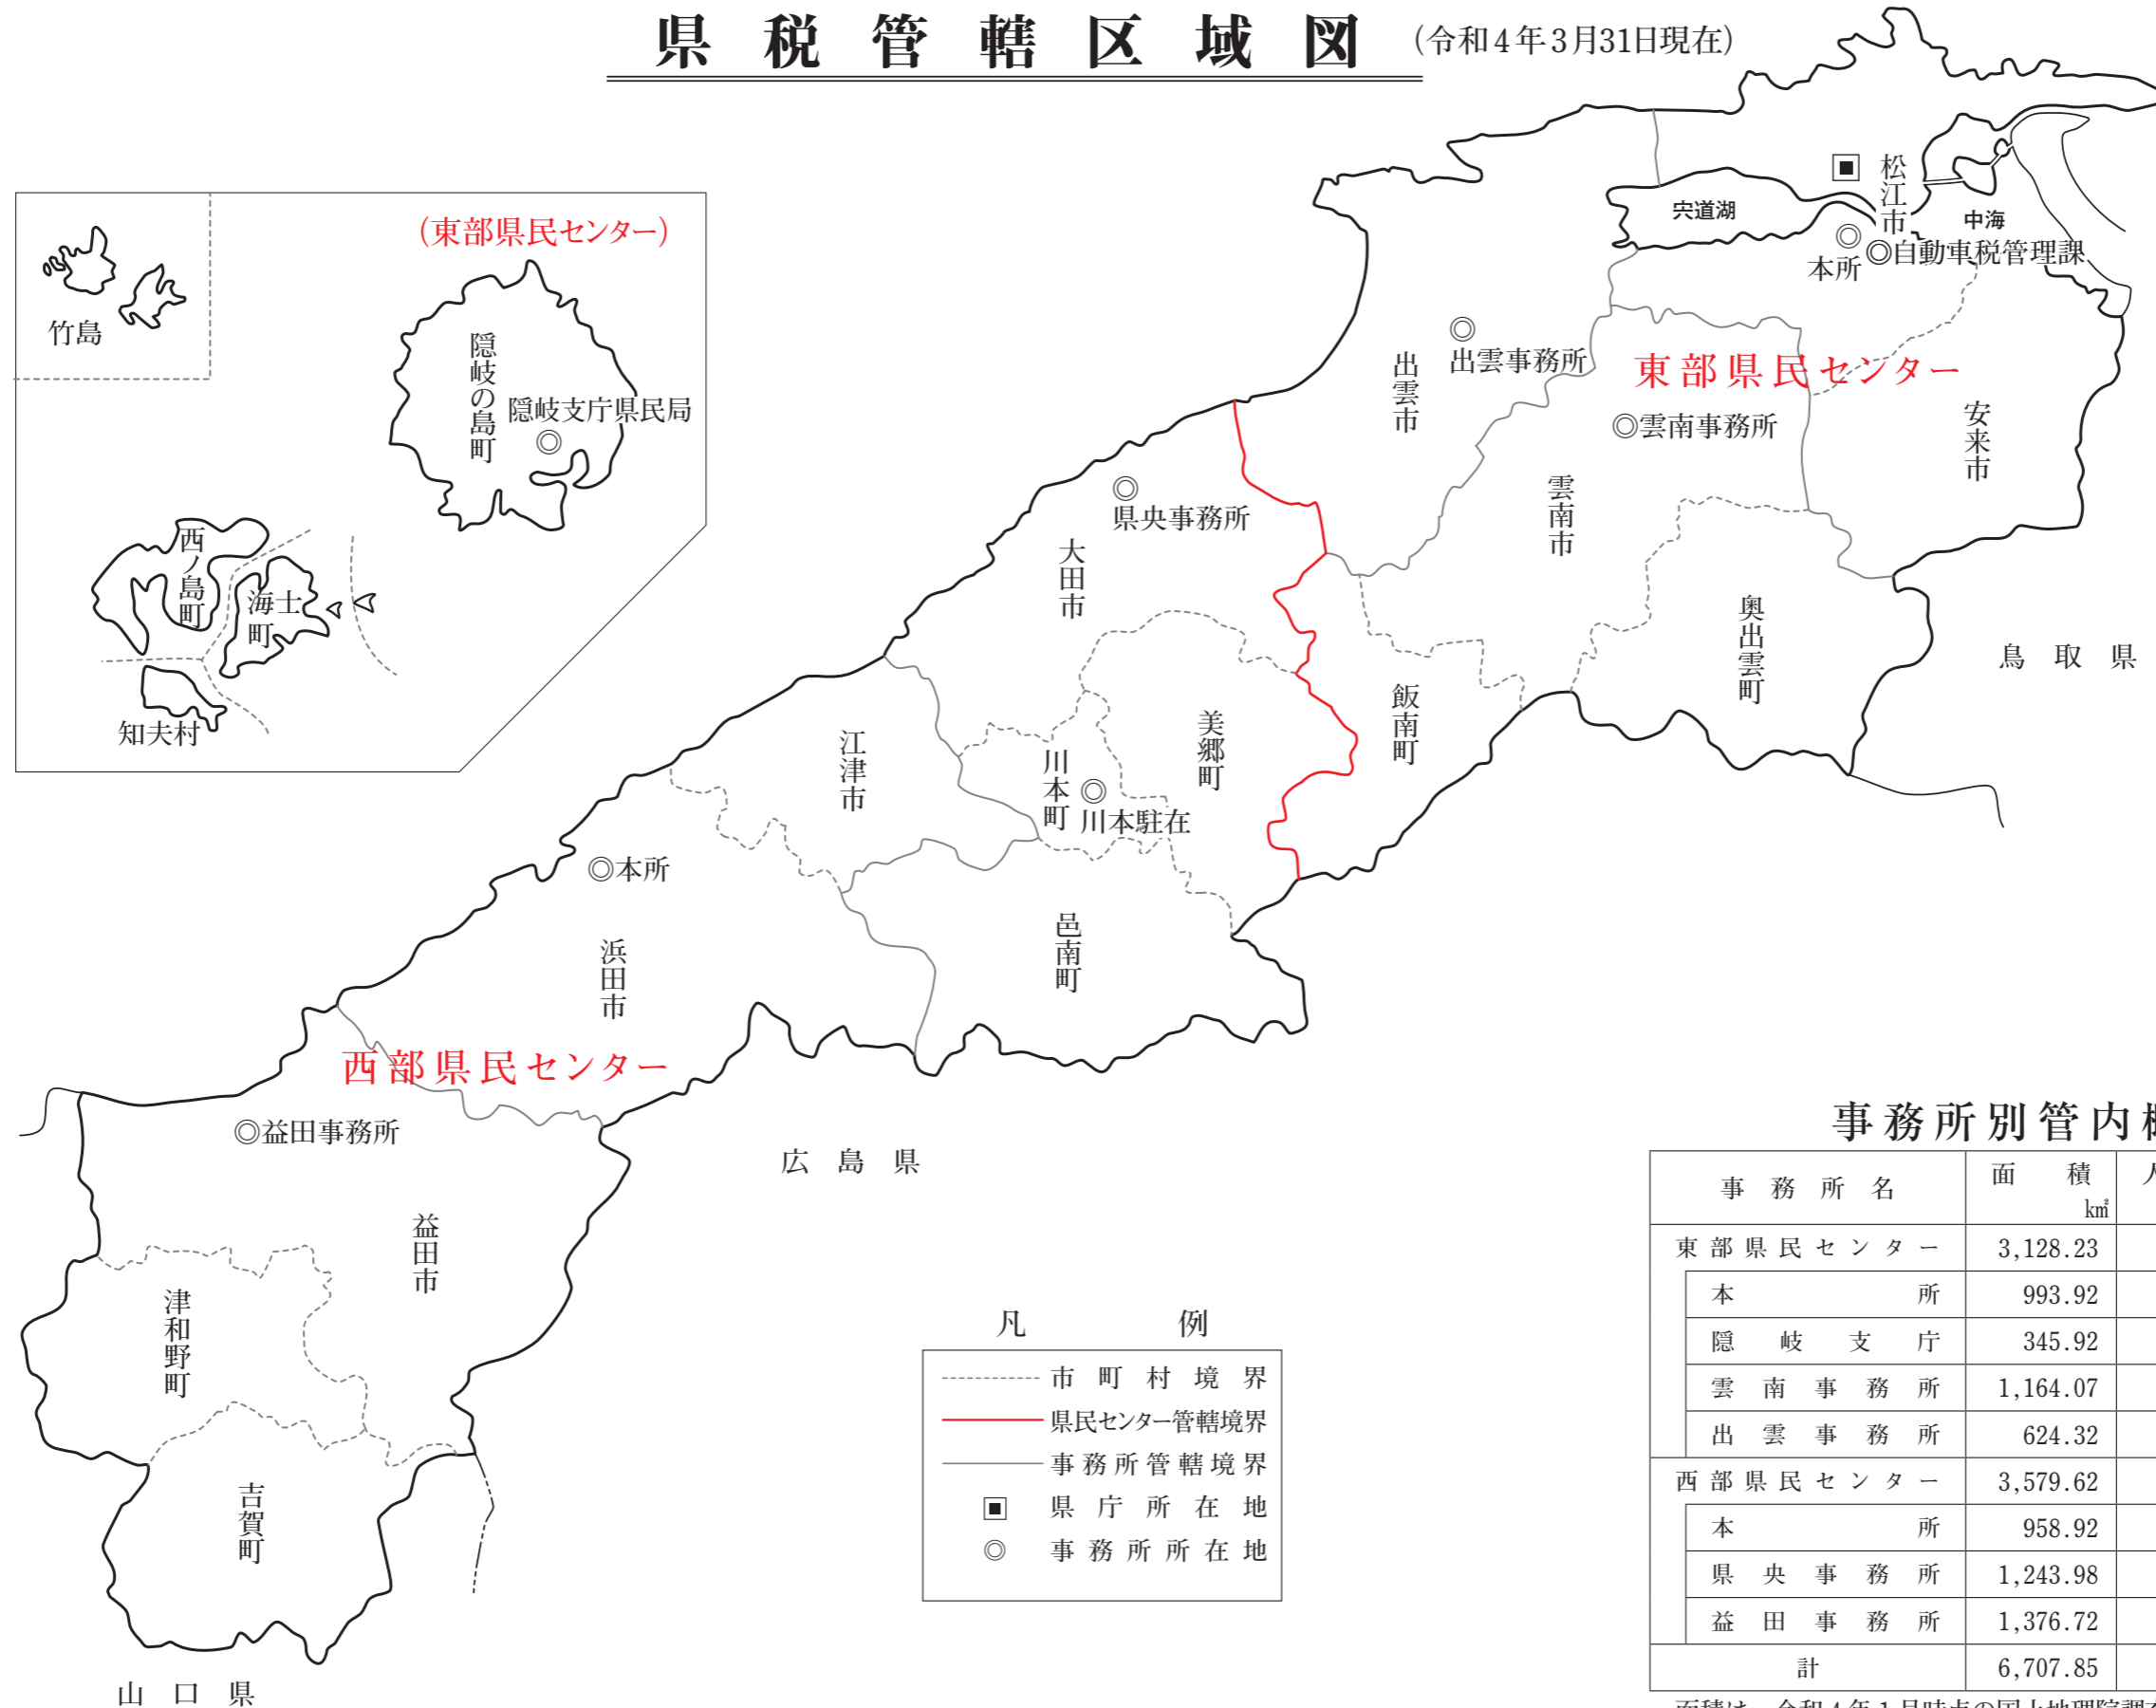 県税管轄区域図 (令和4年3月31日現在)
(東部県民センター)
竹島
隠岐の島町
隠岐支庁県民局
◎
西ノ島町
海士町
知夫村
松江市
宍道湖
中海
◎
本所
◎自動車税管理課
◎
出雲事務所
出雲市
東部県民センター
◎雲南事務所
安来市
雲南市
◎
県央事務所
大田市
奥出雲町
鳥取県
飯南町
美郷町
江津市
川本町
◎
川本駐在
◎本所
浜田市
邑南町
西部県民センター
◎益田事務所
広島県
益田市
津和野町
吉賀町
山口県
凡例
市町村境界
県民センター管轄境界
事務所管轄境界
県庁所在地
◎ 事務所所在地
事務所別管内
事務所名 面積 km²
東部県民センター 3,128.23
本所 993.92
隠岐支庁 345.92
雲南事務所 1,164.07
出雲事務所 624.32
西部県民センター 3,579.62
本所 958.92
県央事務所 1,243.98
益田事務所 1,376.72
計 6,707.85